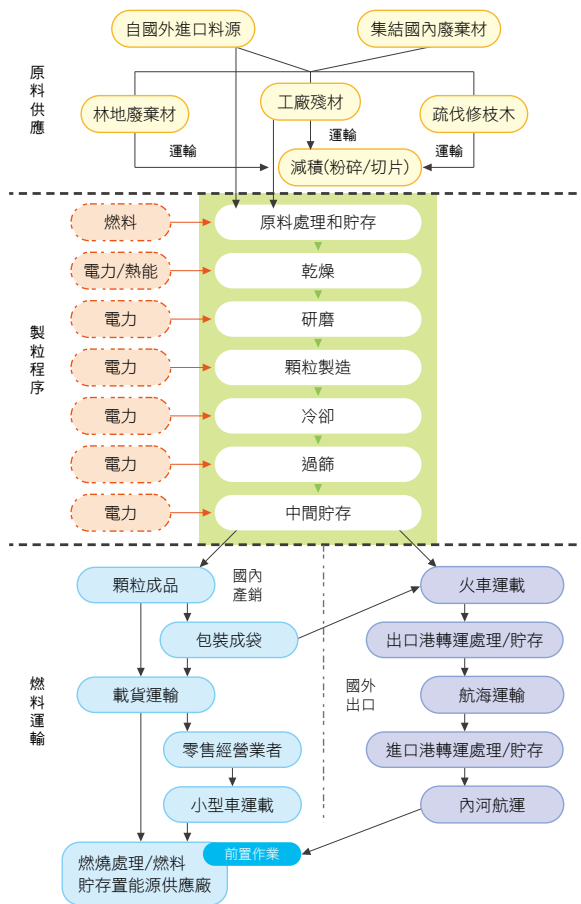 自國外進口料源
集結國內廢棄材
原料供應
林地廢棄材
工廠殘材
疏伐修枝木
運輸
運輸
運輸
減積(粉碎/切片)
製粒程序
燃料
原料處理和貯存
電力/熱能
乾燥
電力
研磨
電力
顆粒製造
電力
冷卻
電力
過篩
電力
中間貯存
燃料運輸
顆粒成品
國內
產銷
火車運載
包裝成袋
出口港轉運處理/貯存
載貨運輸
國外
出口
航海運輸
零售經營業者
進口港轉運處理/貯存
小型車運載
內河航運
前置作業
燃燒處理/燃料
貯存置能源供應廠